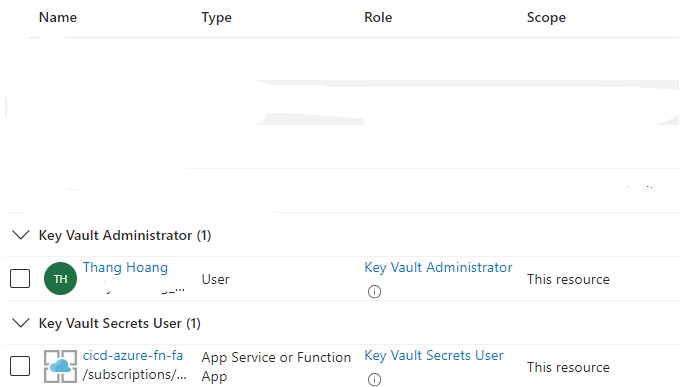 Name Type Role Scope
Key Vault Administrator (1)
TH
Thang Hoang
User
Key Vault Administrator
This resource
Key Vault Secrets User (1)
cicd-azure-fn-fa
/subscriptions/...
App Service or Function
App
Key Vault Secrets User
This resource